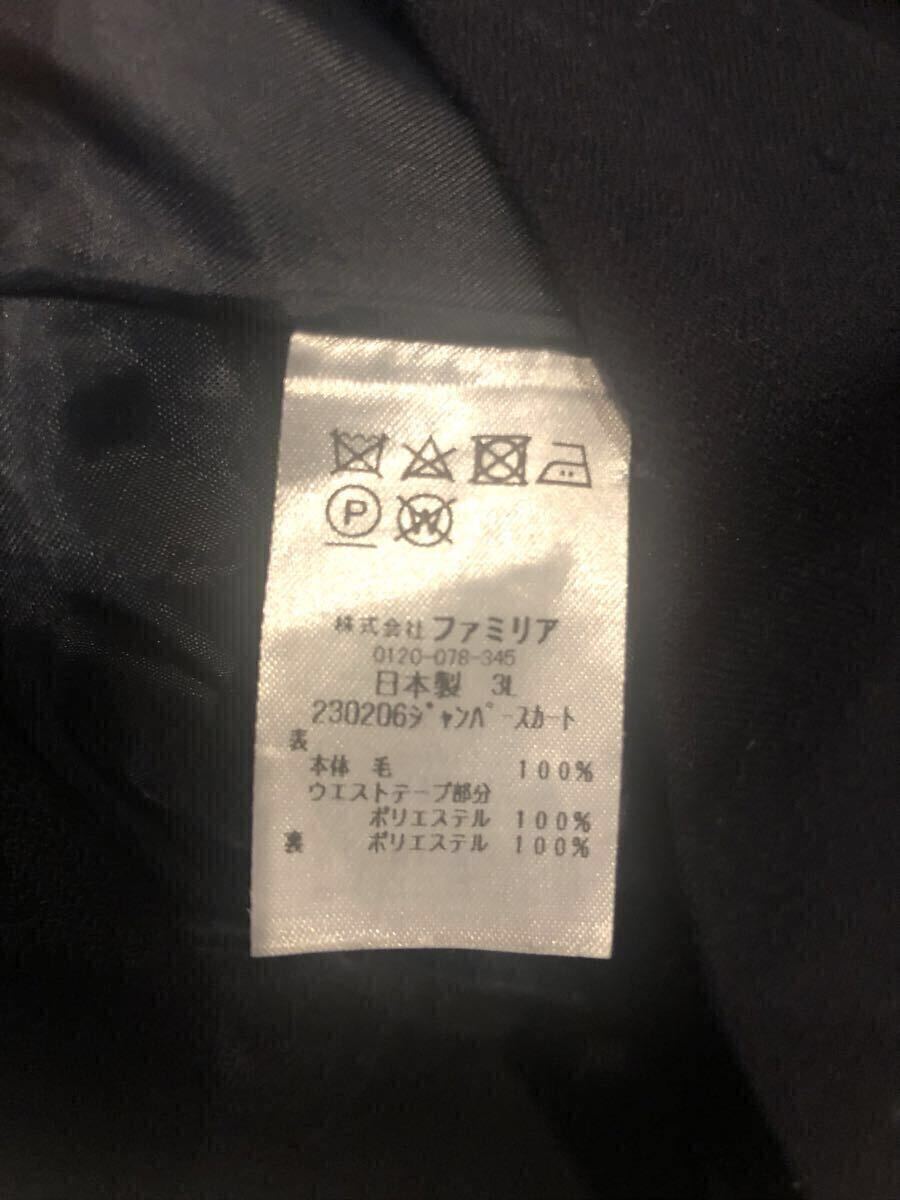 P W
株式会社 ファミリア
0120-078-345
日本製 3L
230206ｼﾞｬﾝﾊﾟｰｽｶｰﾄ
表
本体 毛 100%
ウエストテープ部分
ポリエステル 100%
裏 ポリエステル 100%